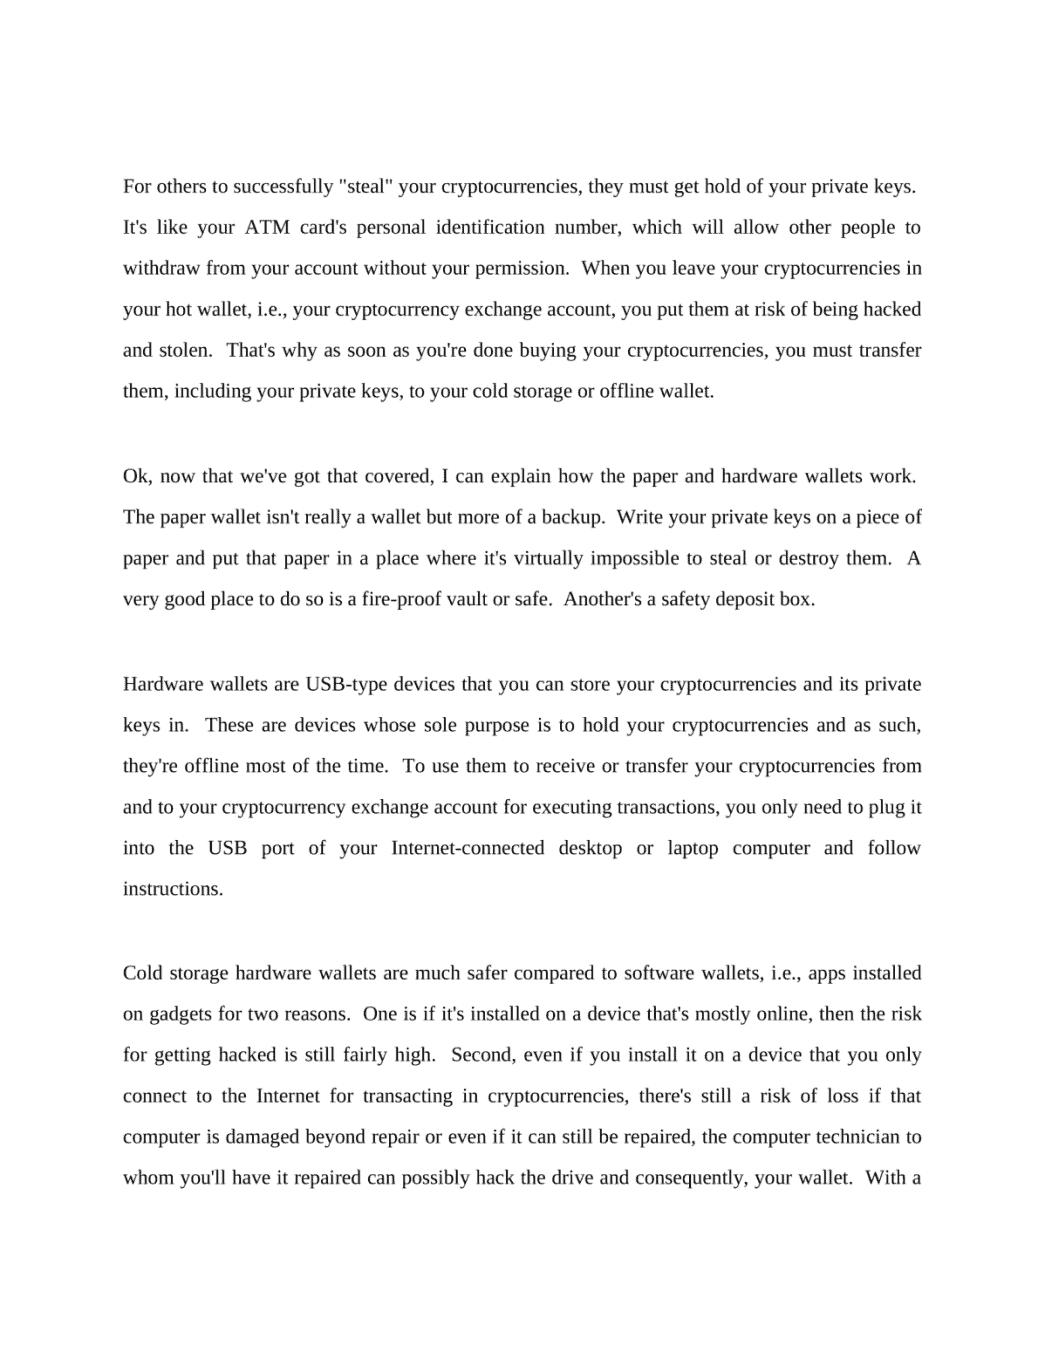 For others to successfully "steal" your cryptocurrencies, they must get hold of your private keys.
It's like your ATM card's personal identification number, which will allow other people to
withdraw from your account without your permission.  When you leave your cryptocurrencies in
your hot wallet, i.e., your cryptocurrency exchange account, you put them at risk of being hacked
and stolen.  That's why as soon as you're done buying your cryptocurrencies, you must transfer
them, including your private keys, to your cold storage or offline wallet.
Ok, now that we've got that covered, I can explain how the paper and hardware wallets work.
The paper wallet isn't really a wallet but more of a backup.  Write your private keys on a piece of
paper and put that paper in a place where it's virtually impossible to steal or destroy them.  A
very good place to do so is a fire-proof vault or safe.  Another's a safety deposit box.
Hardware wallets are USB-type devices that you can store your cryptocurrencies and its private
keys in.  These are devices whose sole purpose is to hold your cryptocurrencies and as such,
they're offline most of the time.  To use them to receive or transfer your cryptocurrencies from
and to your cryptocurrency exchange account for executing transactions, you only need to plug it
into the USB port of your Internet-connected desktop or laptop computer and follow
instructions.
Cold storage hardware wallets are much safer compared to software wallets, i.e., apps installed
on gadgets for two reasons.  One is if it's installed on a device that's mostly online, then the risk
for getting hacked is still fairly high.  Second, even if you install it on a device that you only
connect to the Internet for transacting in cryptocurrencies, there's still a risk of loss if that
computer is damaged beyond repair or even if it can still be repaired, the computer technician to
whom you'll have it repaired can possibly hack the drive and consequently, your wallet.  With a